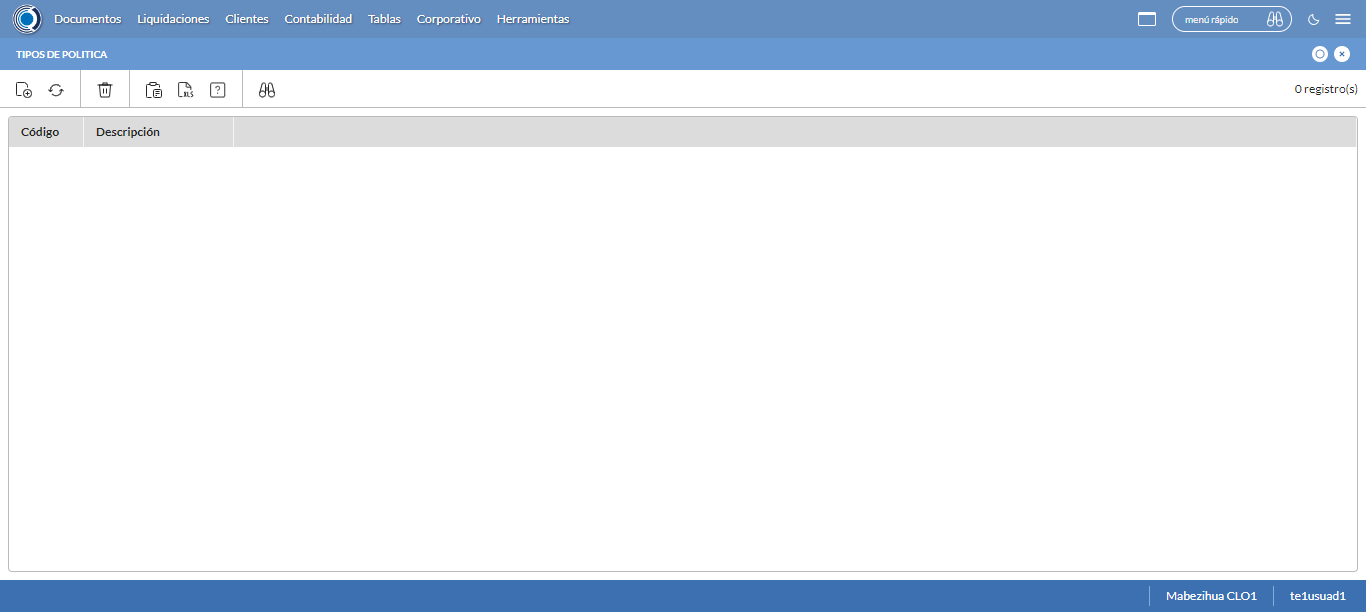 Documentos Liquidaciones Clientes Contabilidad Tablas Corporativo Herramientas menú rápido
TIPOS DE POLITICA
XLS ? 0 registro(s)
Código Descripción
Mabezihua CLO1 te1usuad1